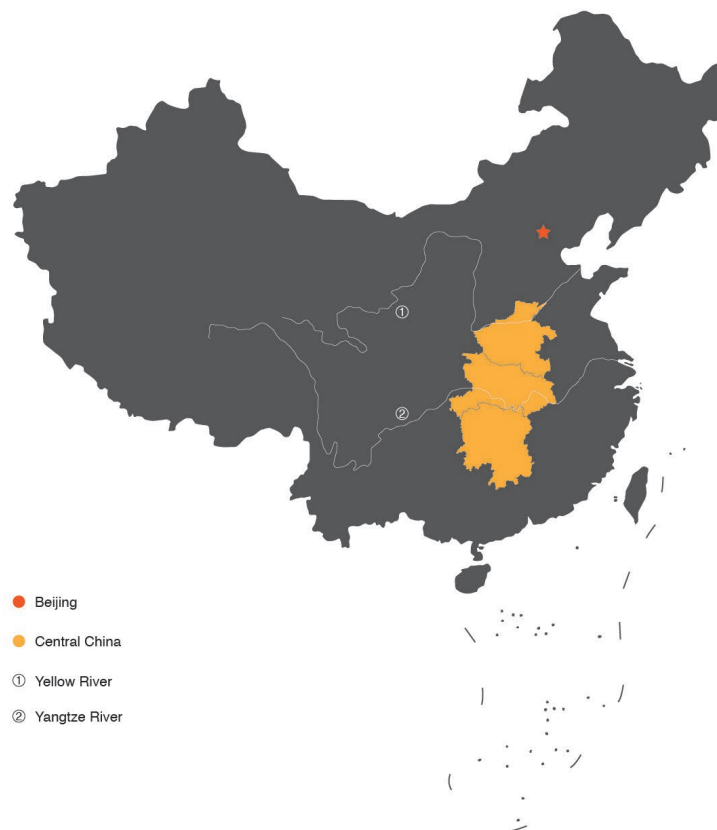 ①
②
Beijing
Central China
① Yellow River
② Yangtze River